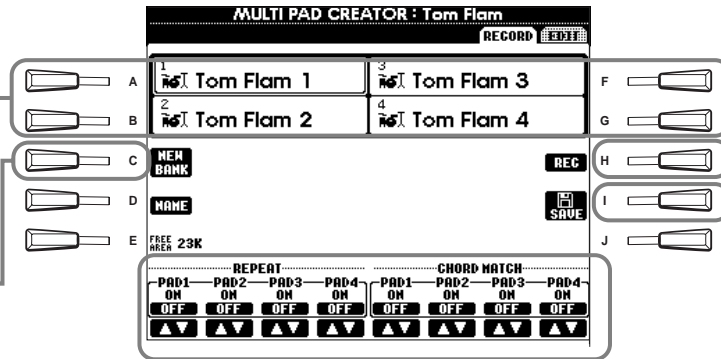 MULTI PAD CREATOR : Tom Flam
RECORD EDIT
A 1 Tom Flam 1 3 Tom Flam 3 F
B 2 Tom Flam 2 4 Tom Flam 4 G
C NEW BANK REC H
D NAME SAVE I
E FREE AREA 23K J
REPEAT CHORD MATCH
PAD1 PAD2 PAD3 PAD4 PAD1 PAD2 PAD3 PAD4
ON ON ON ON ON ON ON ON
OFF OFF OFF OFF OFF OFF OFF OFF